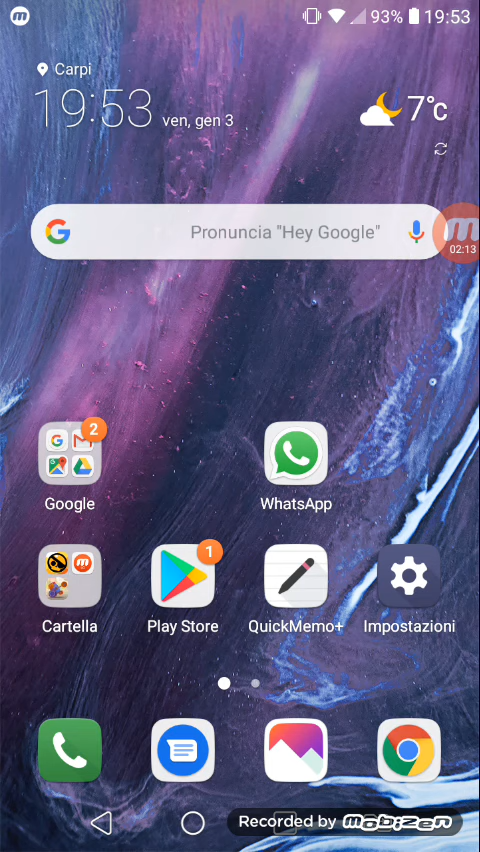 93% 19:53
Carpi
19:53 ven, gen 3
7°c
Pronuncia "Hey Google"
02:13
2
Google
WhatsApp
1
Cartella
Play Store
QuickMemo+
Impostazioni
Recorded by mobizen